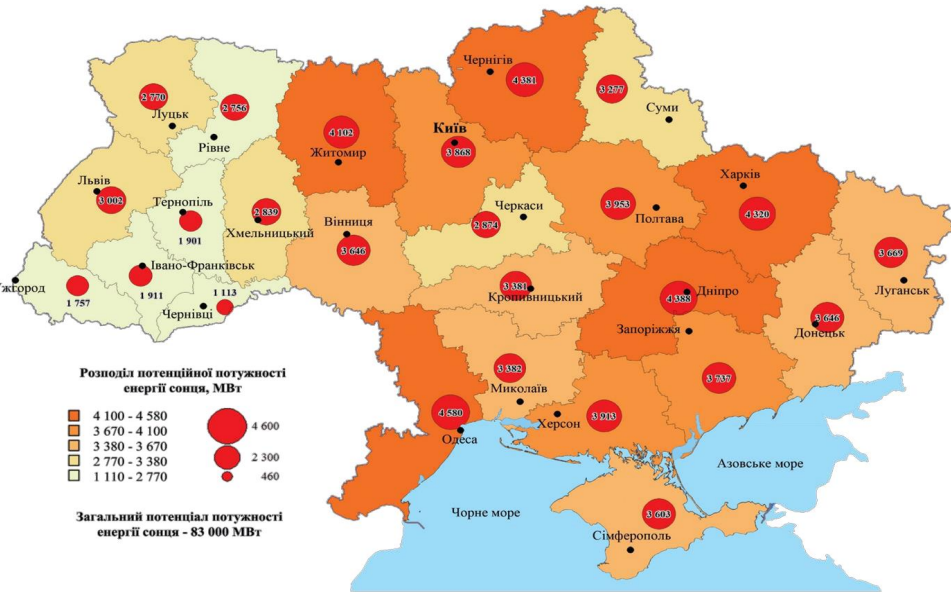 Чернігів
4 381
3 277
Суми
2 770
Луцьк
2 756
Рівне
4 102
Житомир
Київ
3 868
Харків
4 320
Львів
3 002
Тернопіль
1 901
2 839
Хмельницький
Вінниця
3 646
Черкаси
2 874
3 953
Полтава
3 669
Луганськ
Івано-Франківськ
1 911
1 113
Чернівці
жгород
1 757
3 381
Кропивницький
4 388
Дніпро
Запоріжжя
3 646
Донецьк
3 382
Миколаїв
3 737
4 580
Одеса
Херсон
3 913
Азовське море
Чорне море
3 603
Сімферополь
Розподіл потенційної потужності
енергії сонця, МВт
4 100 - 4 580
3 670 - 4 100
3 380 - 3 670
2 770 - 3 380
1 110 - 2 770
4 600
2 300
460
Загальний потенціал потужності
енергії сонця - 83 000 МВт